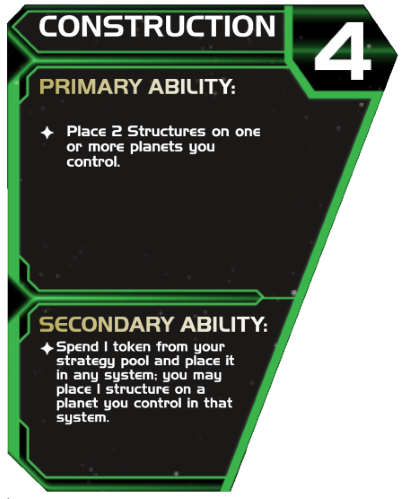 CONSTRUCTION
4
PRIMARY ABILITY:
Place 2 Structures on one
or more planets you
control.
SECONDARY ABILITY:
Spend 1 token from your
strategy pool and place it
in any system; you may
place 1 structure on a
planet you control in that
system.